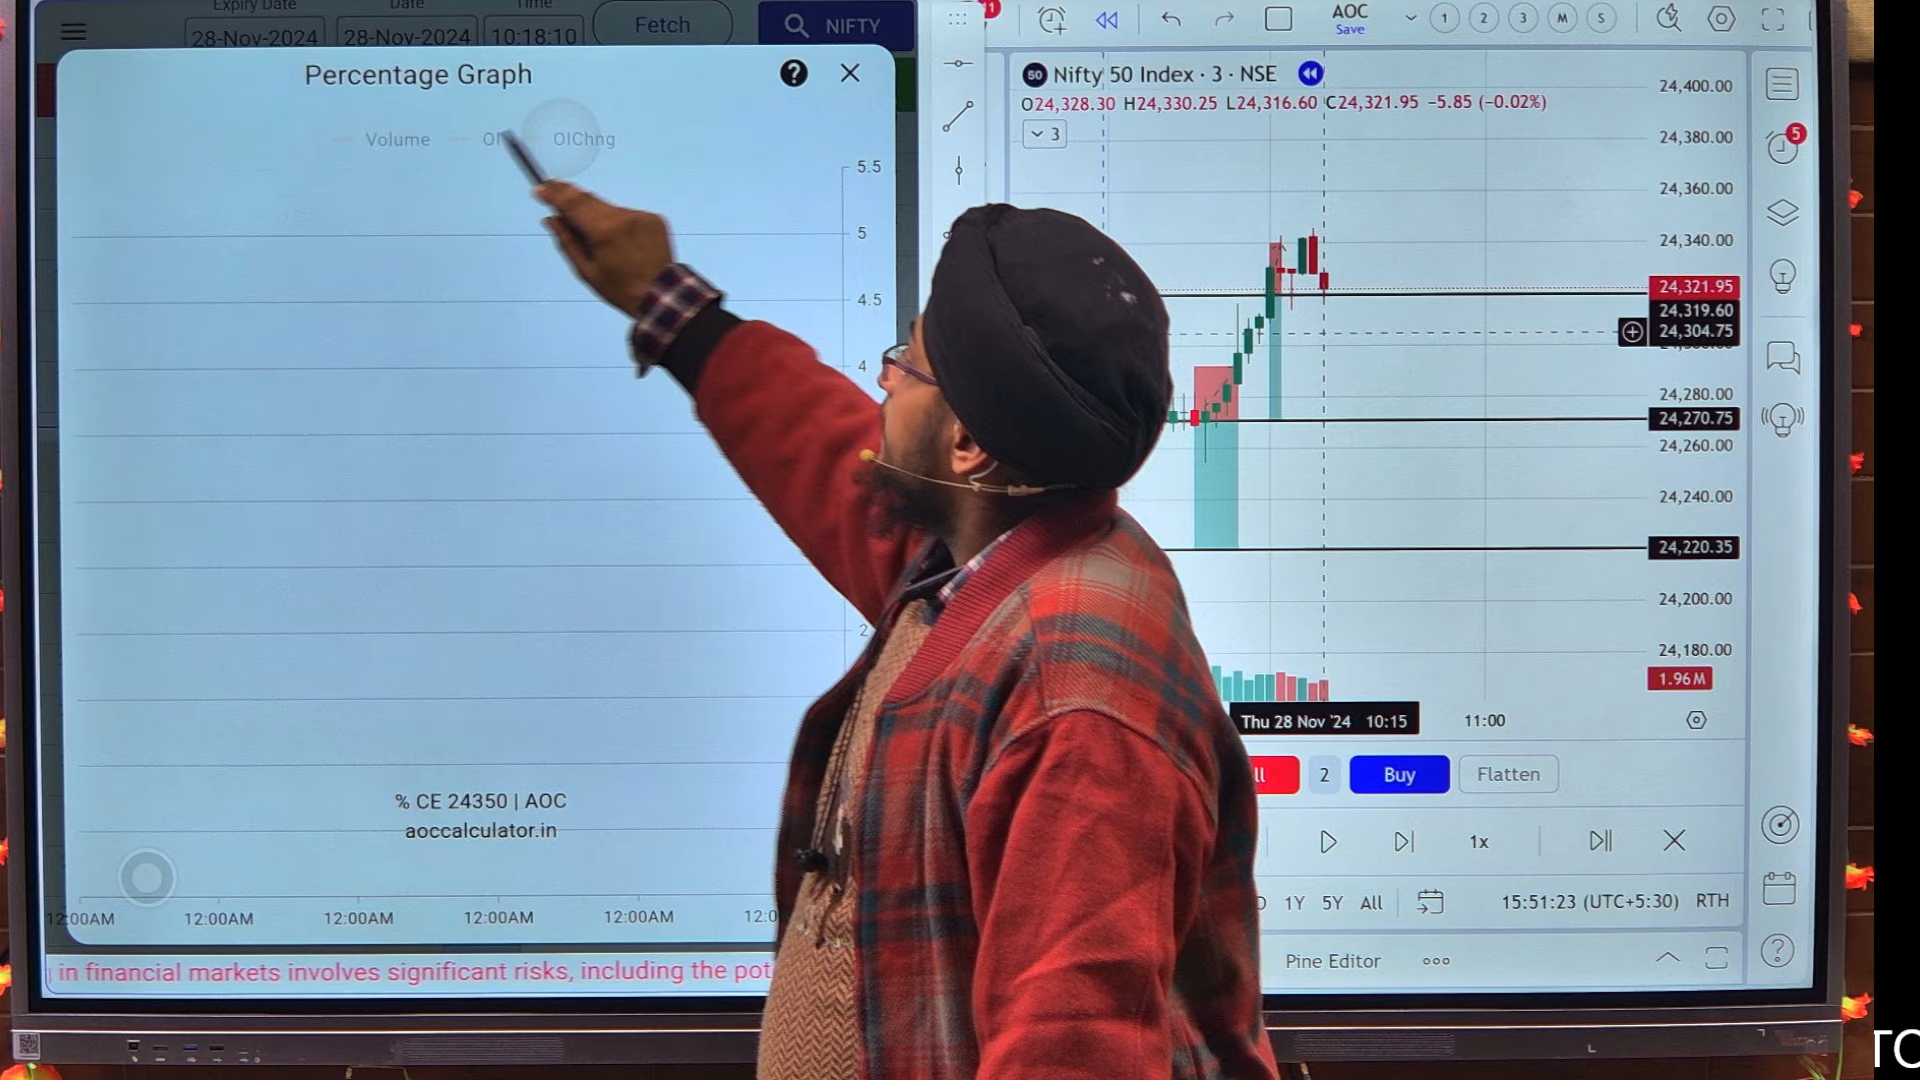 Expiry Date
Date
Time
28-Nov-2024
28-Nov-2024
10:18:10
Fetch
NIFTY
Percentage Graph
Volume
OIChng
5.5
5
4.5
4
2
% CE 24350 | AOC
aoccalculator.in
12:00AM
12:00AM
12:00AM
12:00AM
12:00AM
in financial markets involves significant risks, including the
AOC
Save
1
2
3
M
S
50
Nifty 50 Index · 3 · NSE
O24,328.30 H24,330.25 L24,316.60 C24,321.95 −5.85 (−0.02%)
3
24,400.00
24,380.00
24,360.00
24,340.00
24,321.95
24,319.60
24,304.75
24,280.00
24,270.75
24,260.00
24,240.00
24,220.35
24,200.00
24,180.00
1.96 M
5
Thu 28 Nov '24 10:15
11:00
2
Buy
Flatten
1x
1Y
5Y
All
15:51:23 (UTC+5:30)
RTH
Pine Editor